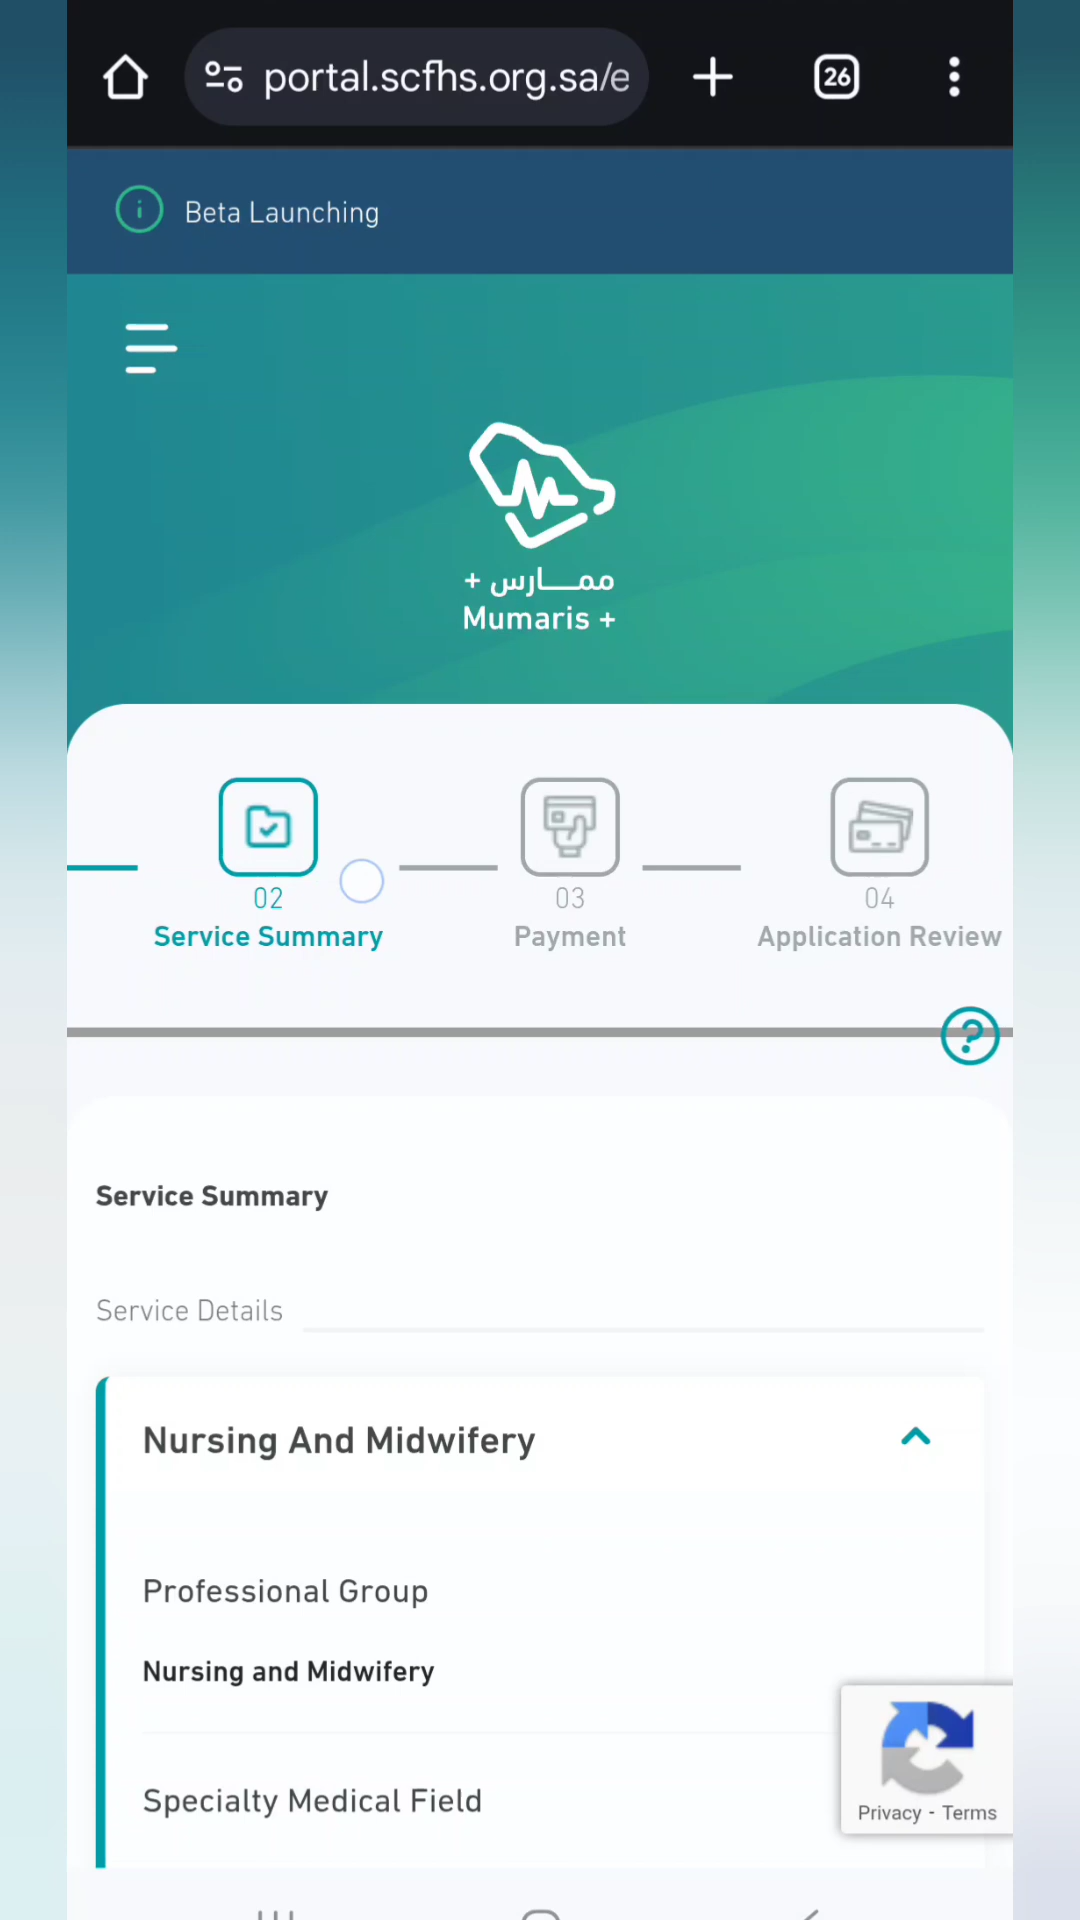 portal.scfhs.org.sa/e
26
Beta Launching
ممـــارس +
Mumaris +
02
Service Summary
03
Payment
04
Application Review
?
Service Summary
Service Details
Nursing And Midwifery
Professional Group
Nursing and Midwifery
Specialty Medical Field
Privacy - Terms